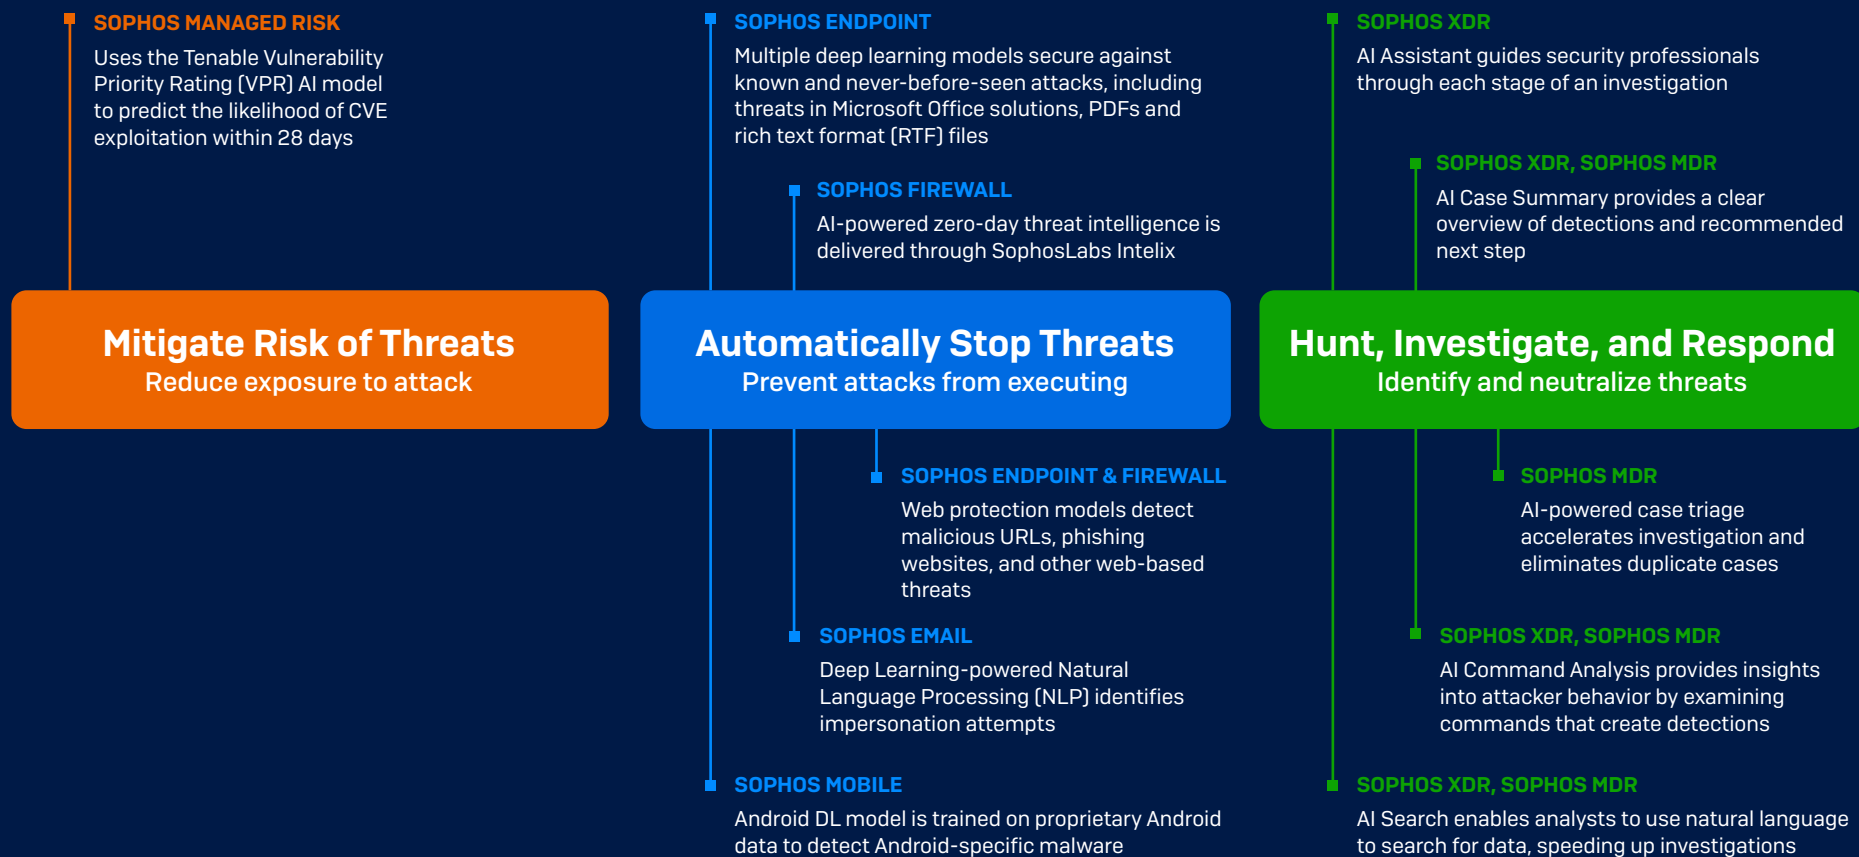 SOPHOS MANAGED RISK
Uses the Tenable Vulnerability
Priority Rating (VPR) AI model
to predict the likelihood of CVE
exploitation within 28 days
Mitigate Risk of Threats
Reduce exposure to attack
SOPHOS ENDPOINT
Multiple deep learning models secure against
known and never-before-seen attacks, including
threats in Microsoft Office solutions, PDFs and
rich text format (RTF) files
SOPHOS FIREWALL
AI-powered zero-day threat intelligence is
delivered through SophosLabs Intelix
Automatically Stop Threats
Prevent attacks from executing
SOPHOS ENDPOINT & FIREWALL
Web protection models detect
malicious URLs, phishing
websites, and other web-based
threats
SOPHOS EMAIL
Deep Learning-powered Natural
Language Processing (NLP) identifies
impersonation attempts
SOPHOS MOBILE
Android DL model is trained on proprietary Android
data to detect Android-specific malware
SOPHOS XDR
AI Assistant guides security professionals
through each stage of an investigation
SOPHOS XDR, SOPHOS MDR
AI Case Summary provides a clear
overview of detections and recommended
next step
Hunt, Investigate, and Respond
Identify and neutralize threats
SOPHOS MDR
AI-powered case triage
accelerates investigation and
eliminates duplicate cases
SOPHOS XDR, SOPHOS MDR
AI Command Analysis provides insights
into attacker behavior by examining
commands that create detections
SOPHOS XDR, SOPHOS MDR
AI Search enables analysts to use natural language
to search for data, speeding up investigations